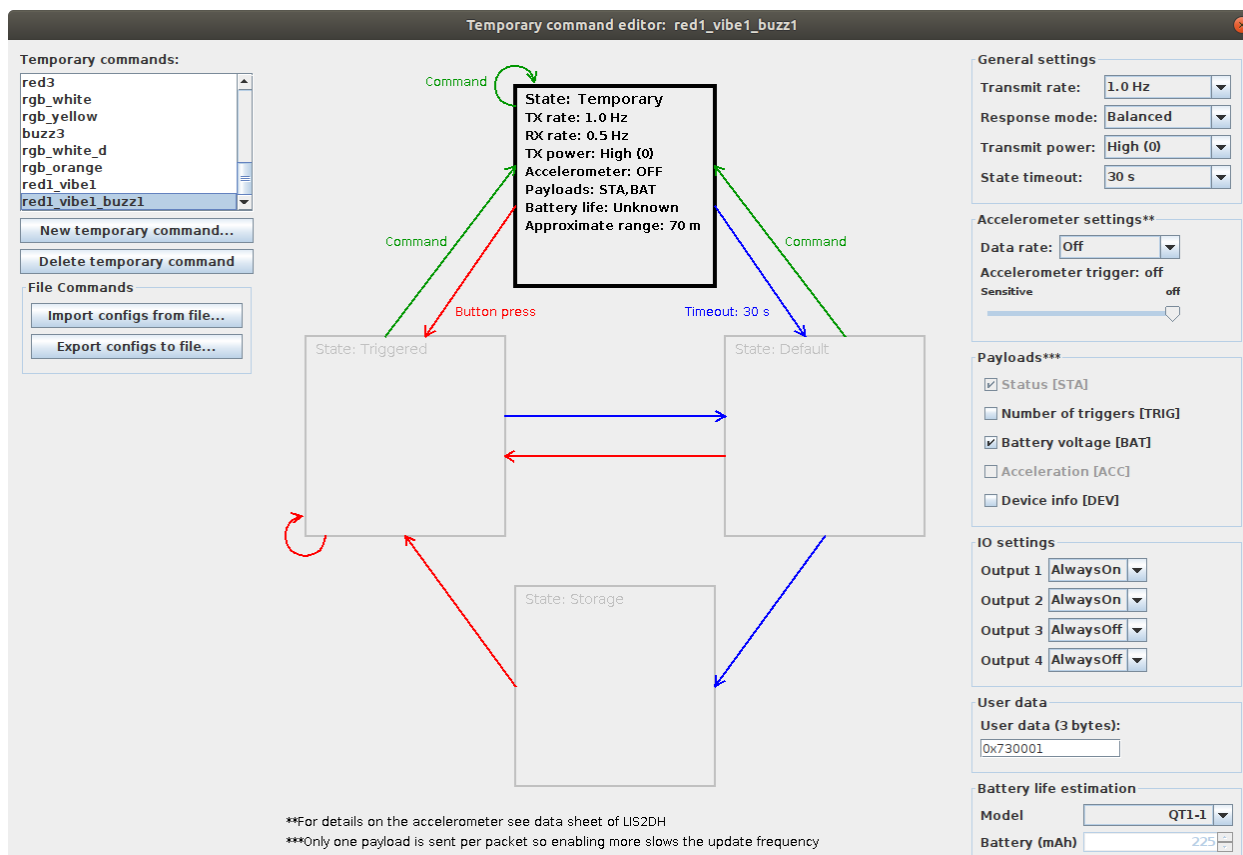 Temporary command editor: red1_vibe1_buzz1
Temporary commands:
red3
rgb_white
rgb_yellow
buzz3
rgb_white_d
rgb_orange
red1_vibe1
red1_vibe1_buzz1
New temporary command...
Delete temporary command
File Commands
Import configs from file...
Export configs to file...
Command
State: Temporary
TX rate: 1.0 Hz
RX rate: 0.5 Hz
TX power: High (0)
Accelerometer: OFF
Payloads: STA,BAT
Battery life: Unknown
Approximate range: 70 m
Command
Command
Button press
Timeout: 30 s
State: Triggered
State: Default
State: Storage
**For details on the accelerometer see data sheet of LIS2DH
***Only one payload is sent per packet so enabling more slows the update frequency
General settings
Transmit rate: 1.0 Hz
Response mode: Balanced
Transmit power: High (0)
State timeout: 30 s
Accelerometer settings**
Data rate: Off
Accelerometer trigger: off
Sensitive off
Payloads***
Status [STA]
Number of triggers [TRIG]
Battery voltage [BAT]
Acceleration [ACC]
Device info [DEV]
IO settings
Output 1 AlwaysOn
Output 2 AlwaysOn
Output 3 AlwaysOff
Output 4 AlwaysOff
User data
User data (3 bytes):
0x730001
Battery life estimation
Model QT1-1
Battery (mAh) 225